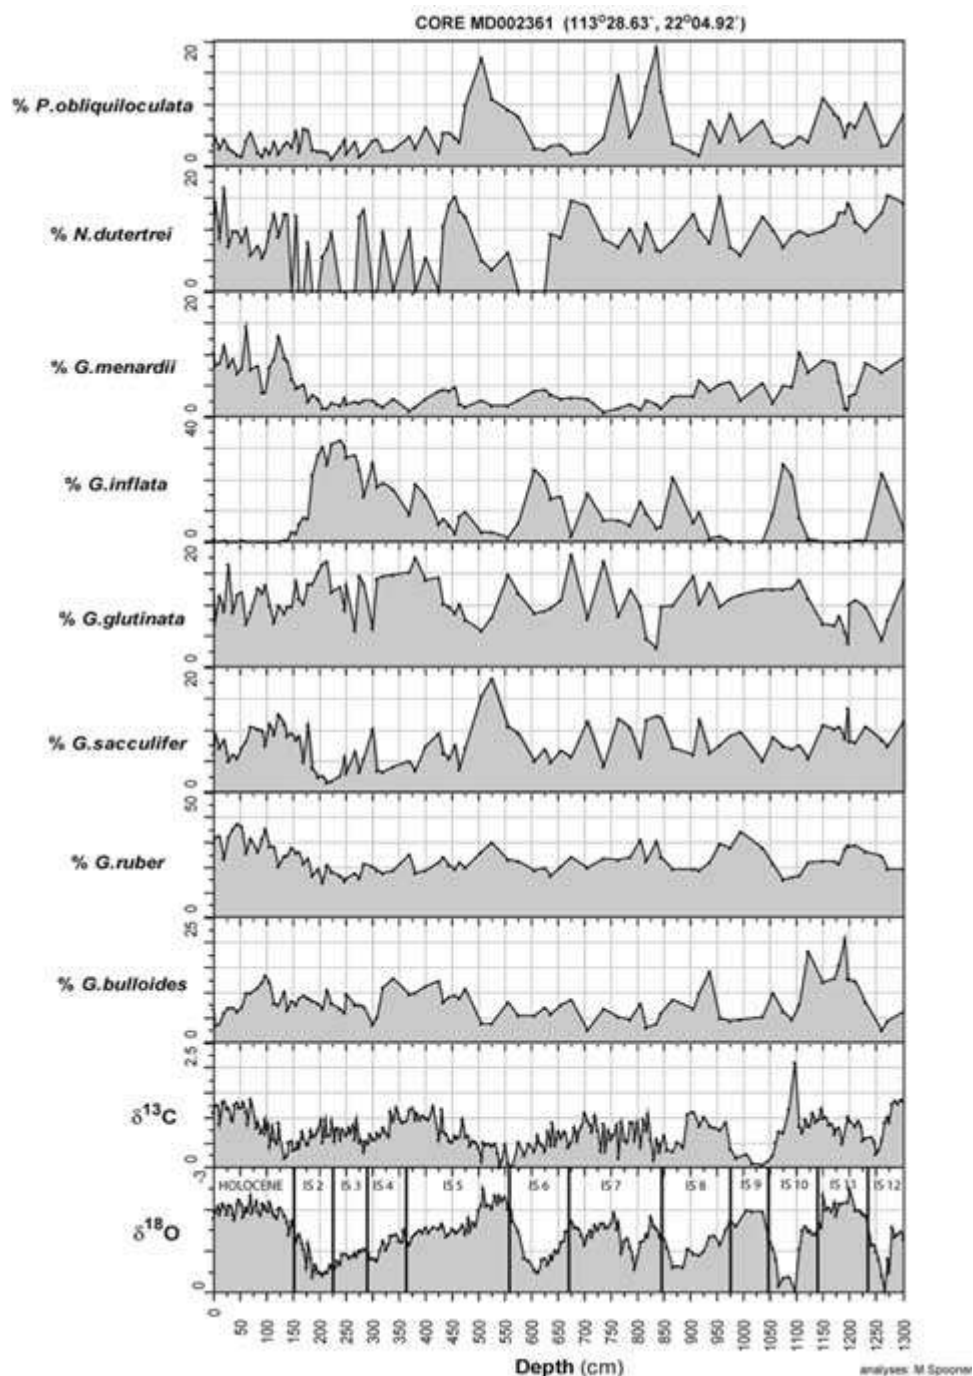 CORE MD002361 (113°28.63', 22°04.92')
% P.obliquiloculata
20
0
% N.dutertrei
20
0
% G.menardii
20
0
% G.inflata
40
0
% G.glutinata
20
0
% G.sacculifer
20
0
% G.ruber
50
0
% G.bulloides
25
0
δ13C
2.5
0
δ18O
-3
0
HOLOCENE IS 2 IS 3 IS 4 IS 5 IS 6 IS 7 IS 8 IS 9 IS 10 IS 11 IS 12
0 50 100 150 200 250 300 350 400 450 500 550 600 650 700 750 800 850 900 950 1000 1050 1100 1150 1200 1250 1300
Depth (cm)
analyses: M.Spooner